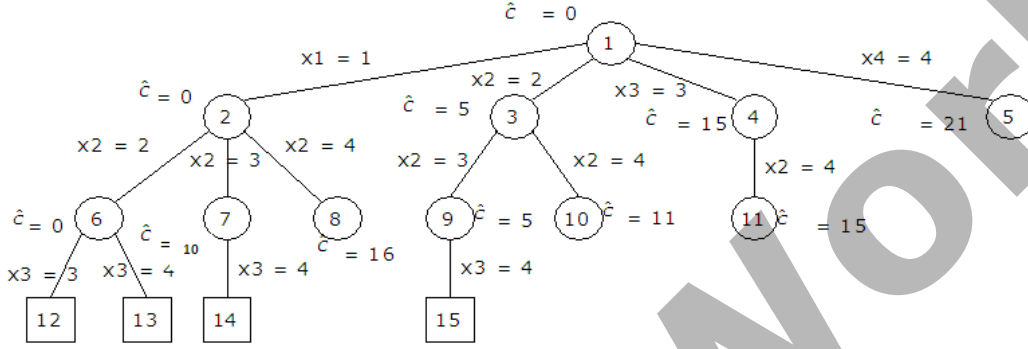 ĉ = 0
1
x1 = 1
x2 = 2
x3 = 3
x4 = 4
ĉ = 0
2
ĉ = 5
3
ĉ = 15
4
ĉ = 21
5
x2 = 2
x2 = 3
x2 = 4
x2 = 3
x2 = 4
x2 = 4
ĉ = 0
6
ĉ = 10
7
8
ĉ = 16
9
ĉ = 5
10
ĉ = 11
11
ĉ = 15
x3 = 3
x3 = 4
x3 = 4
x3 = 4
12
13
14
15